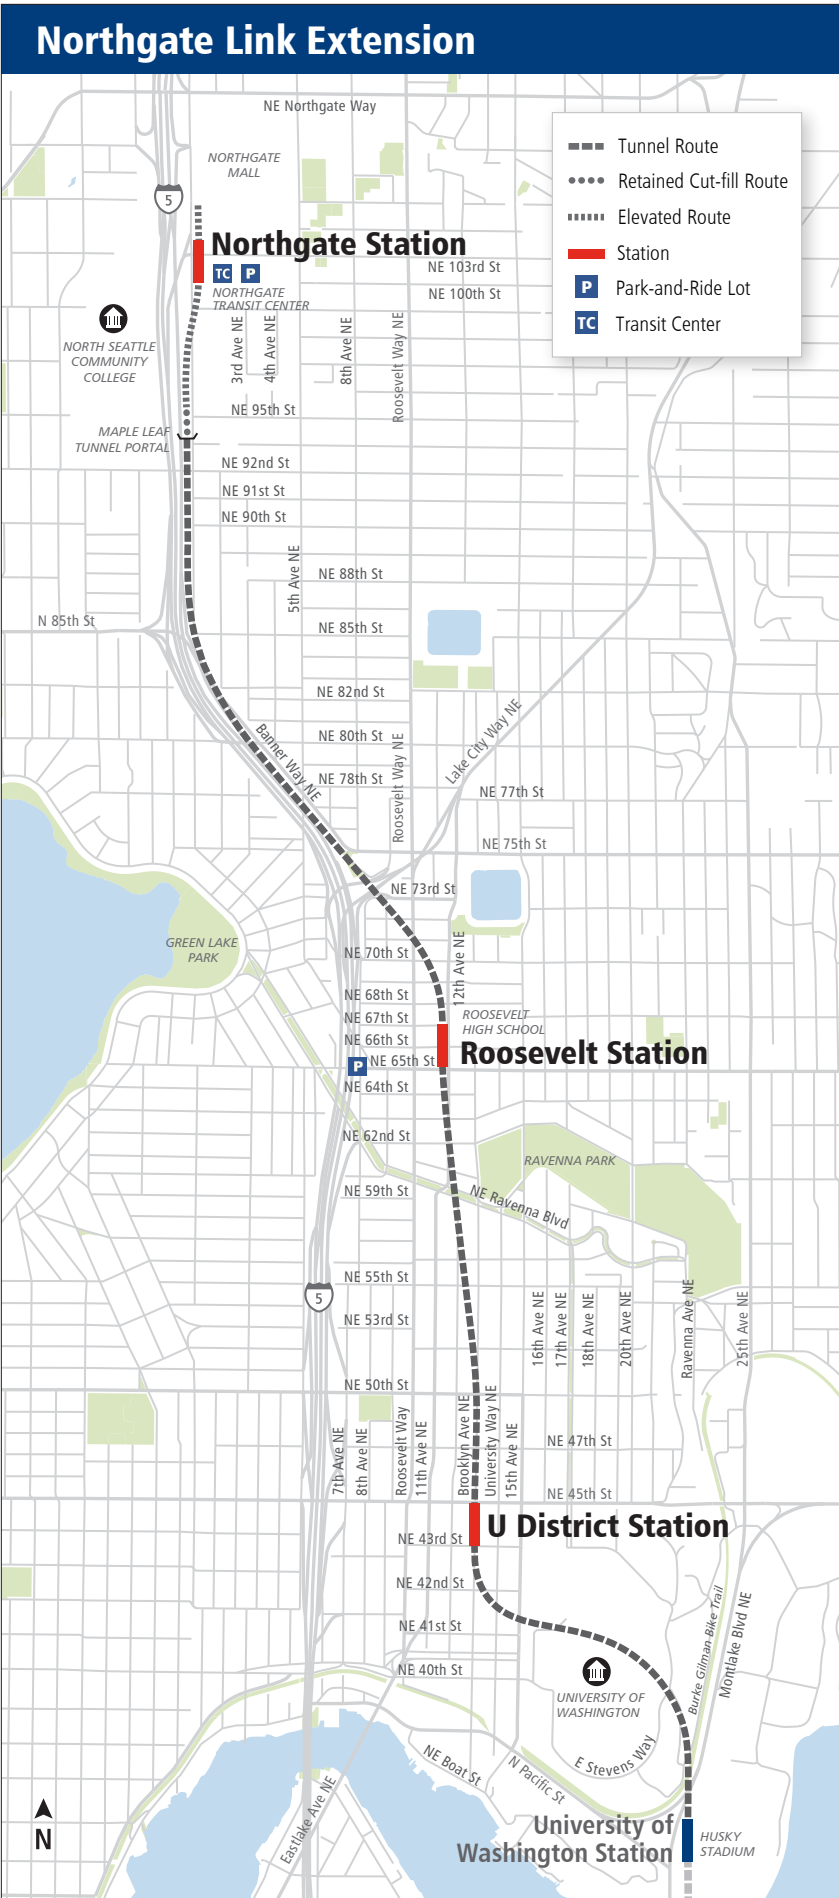 Northgate Link Extension
NE Northgate Way
NORTHGATE
MALL
Tunnel Route
Retained Cut-fill Route
Elevated Route
Station
P
Park-and-Ride Lot
TC
Transit Center
5
Northgate Station
TC
P
NORTHGATE
TRANSIT CENTER
NE 103rd St
NE 100th St
NORTH SEATTLE
COMMUNITY
COLLEGE
3rd Ave NE
4th Ave NE
8th Ave NE
Roosevelt Way NE
NE 95th St
MAPLE LEAF
TUNNEL PORTAL
NE 92nd St
NE 91st St
NE 90th St
5th Ave NE
NE 88th St
N 85th St
NE 85th St
NE 82nd St
Banner Way NE
NE 80th St
Roosevelt Way NE
Lake City Way NE
NE 78th St
NE 77th St
NE 75th St
NE 73rd St
GREEN LAKE
PARK
NE 70th St
12th Ave NE
NE 68th St
NE 67th St
ROOSEVELT
HIGH SCHOOL
NE 66th St
Roosevelt Station
P
NE 65th St
NE 64th St
NE 62nd St
RAVENNA PARK
NE 59th St
NE Ravenna Blvd
NE 55th St
5
NE 53rd St
16th Ave NE
17th Ave NE
18th Ave NE
20th Ave NE
Ravenna Ave NE
25th Ave NE
NE 50th St
7th Ave NE
8th Ave NE
Roosevelt Way
11th Ave NE
Brooklyn Ave NE
University Way NE
15th Ave NE
NE 47th St
NE 45th St
U District Station
NE 43rd St
NE 42nd St
NE 41st St
NE 40th St
Burke Gilman Bike Trail
Montlake Blvd NE
UNIVERSITY OF
WASHINGTON
E Stevens Way
NE Boat St
N Pacific St
Eastlake Ave NE
N
University of
Washington Station
HUSKY
STADIUM